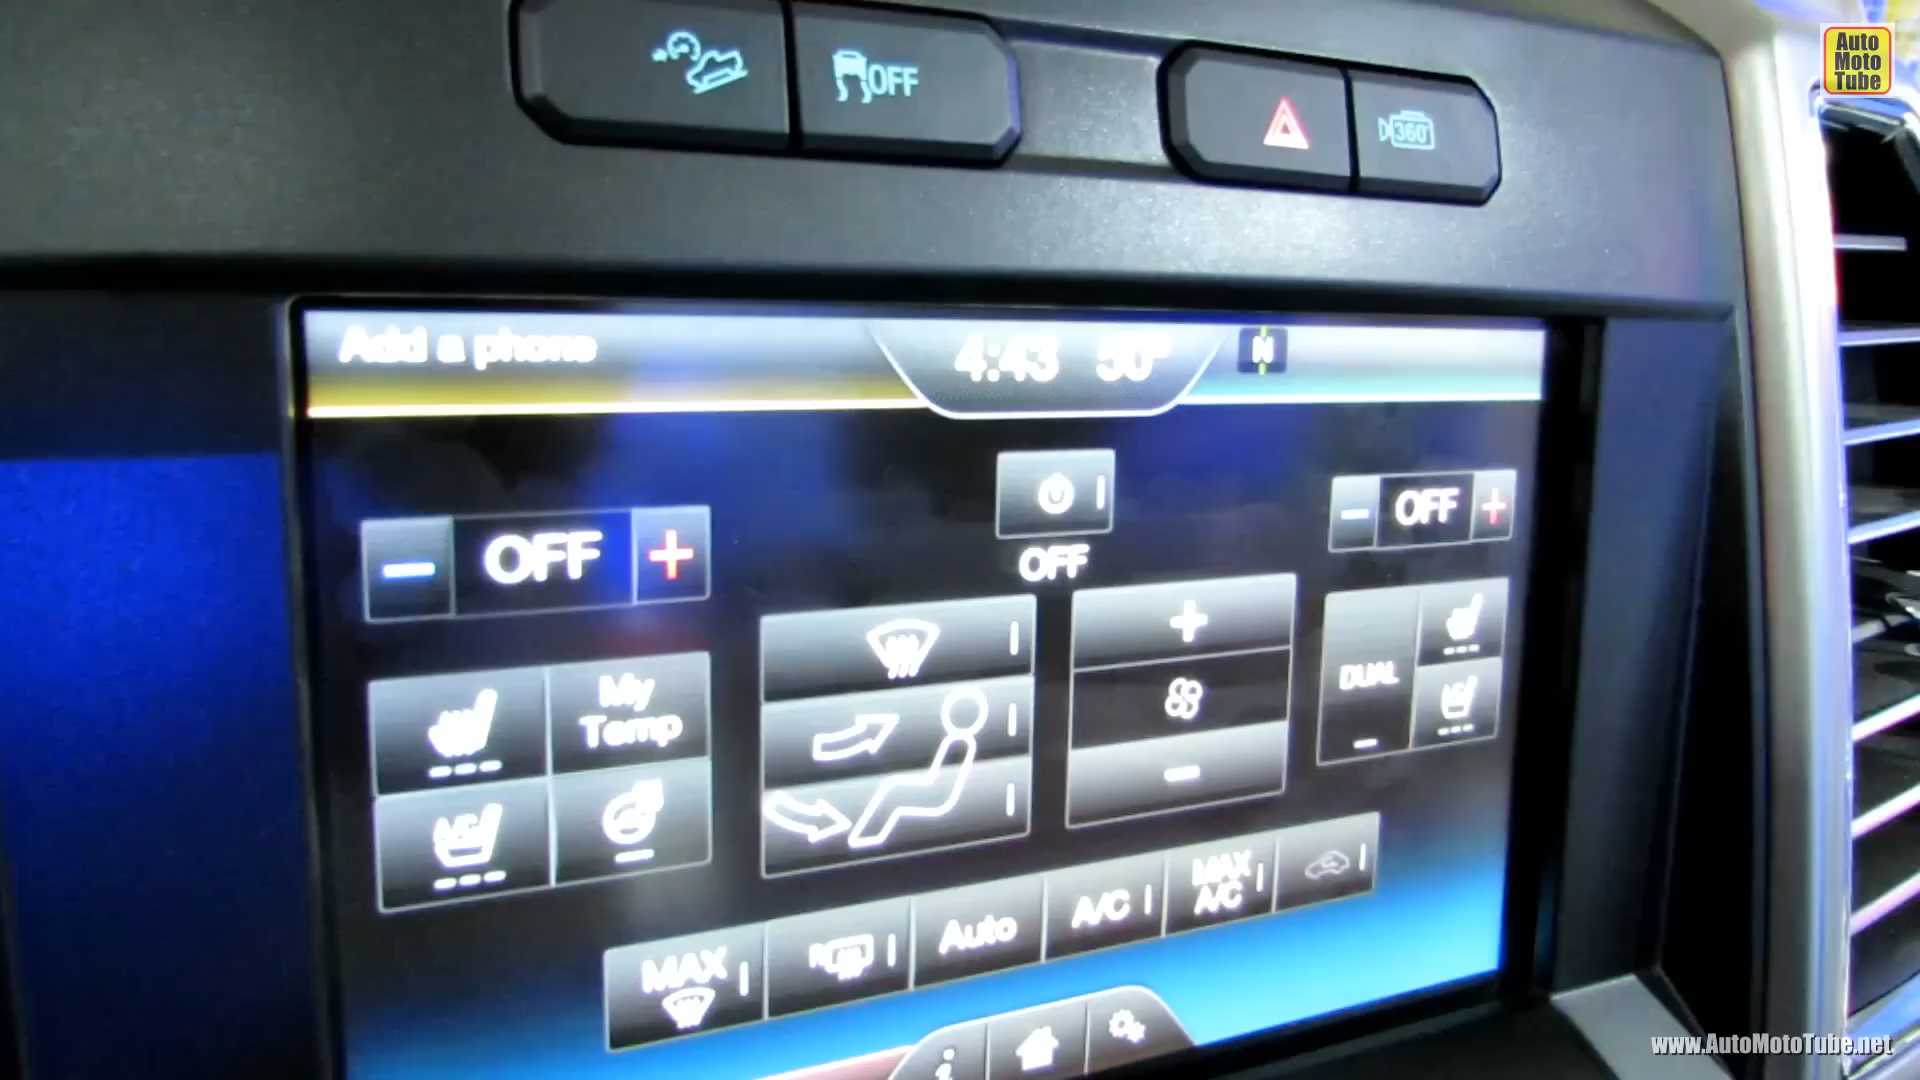 OFF
360°
Auto
Moto
Tube
Add a phone
4:43 50°
N
OFF
OFF
OFF
My
Temp
A/C
DUAL
A/C
MAX
R
Auto
A/C
MAX
A/C
i
www.AutoMotoTube.net